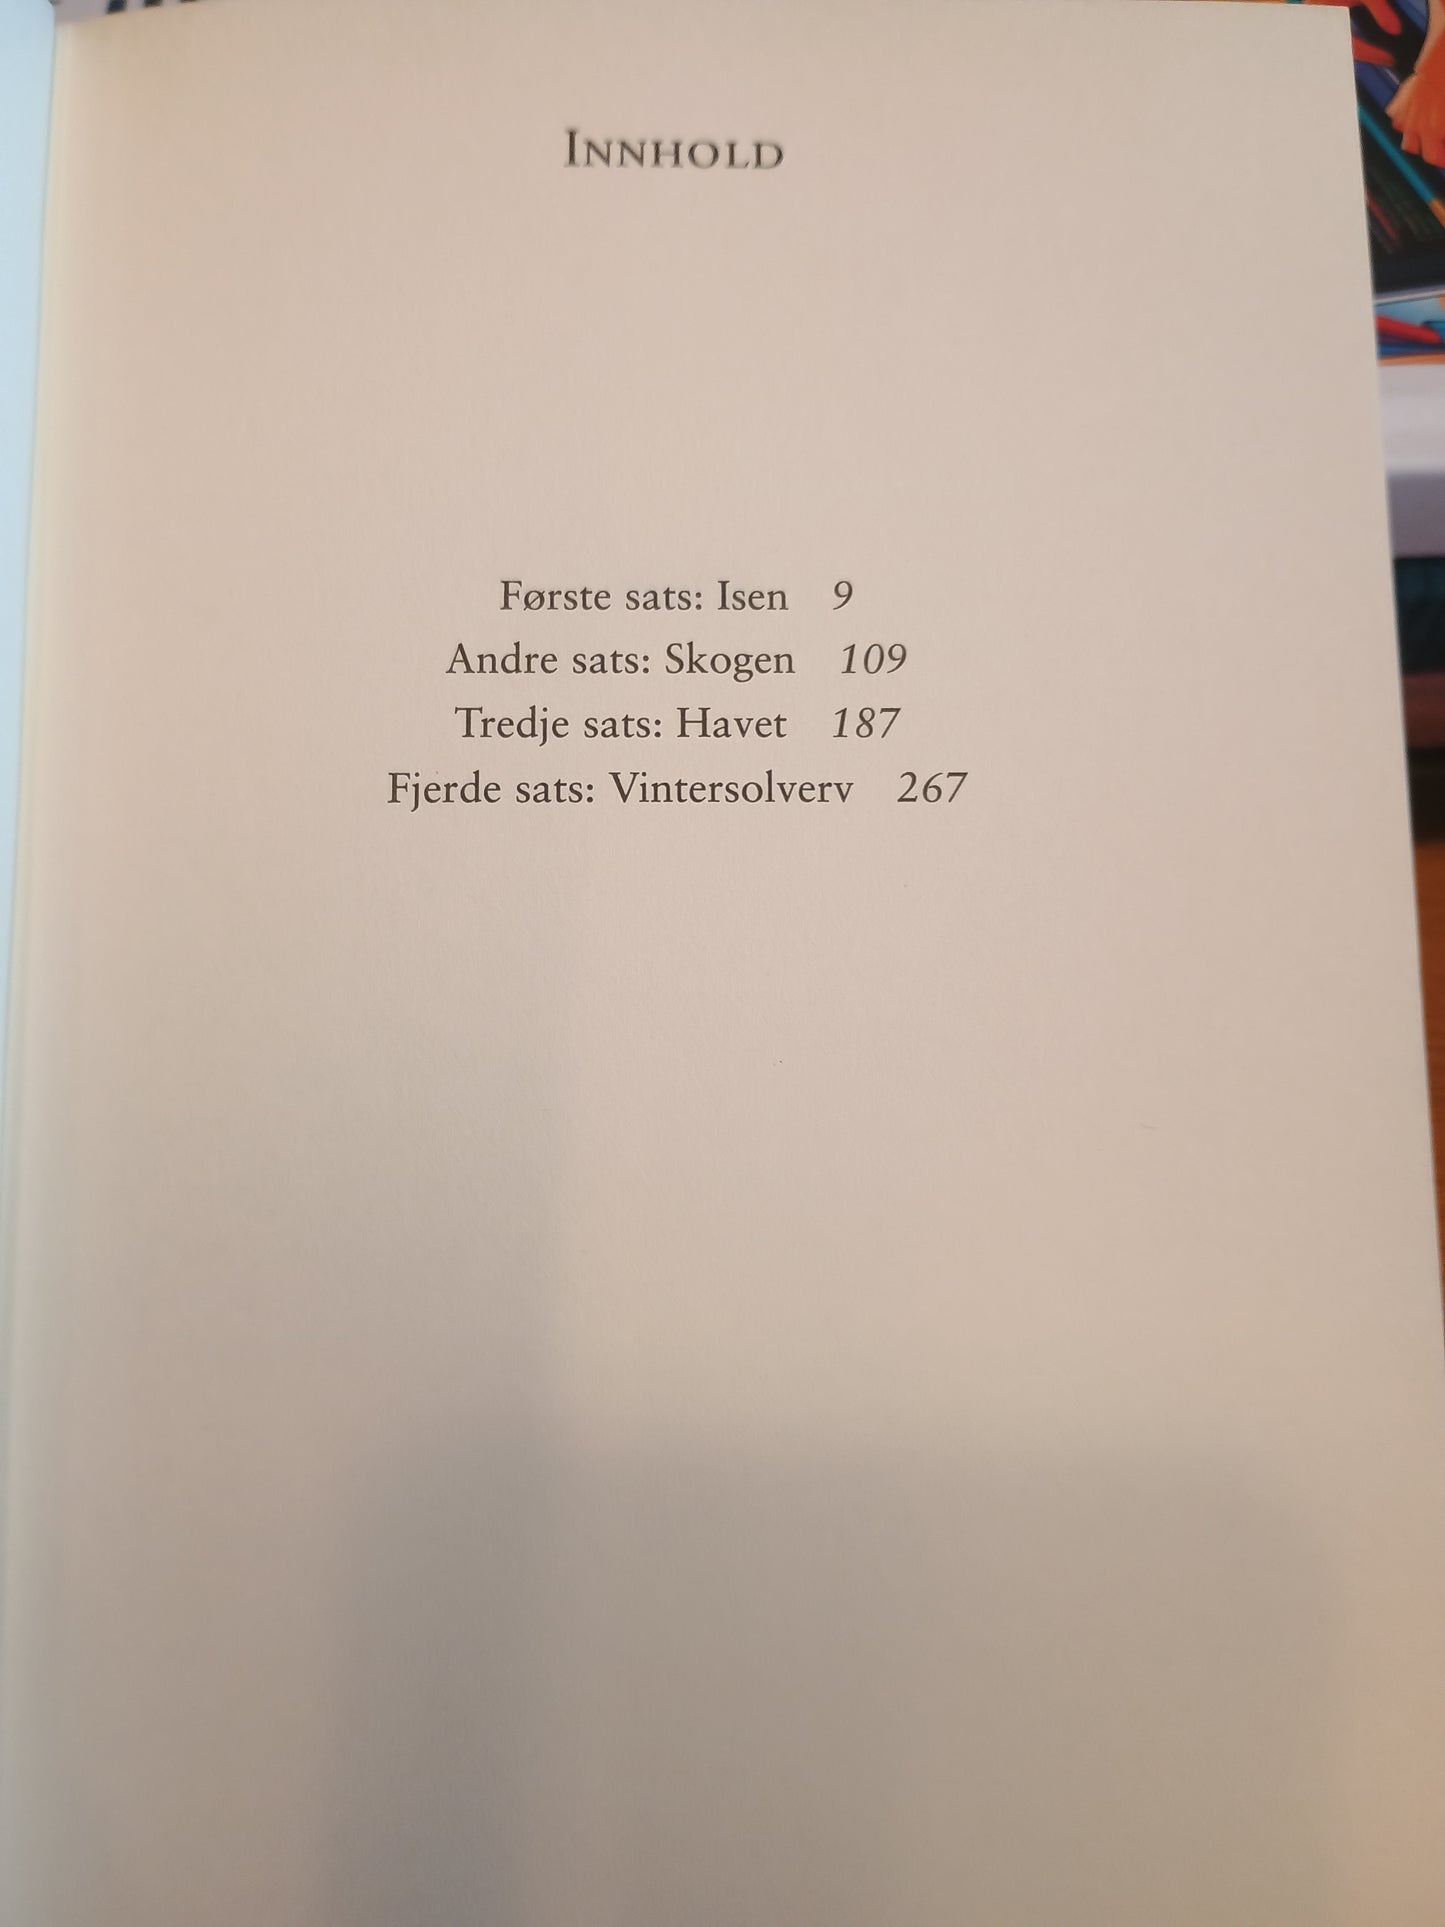 INNHOLD
Første sats: Isen 9
Andre sats: Skogen 109
Tredje sats: Havet 187
Fjerde sats: Vintersolverv 267